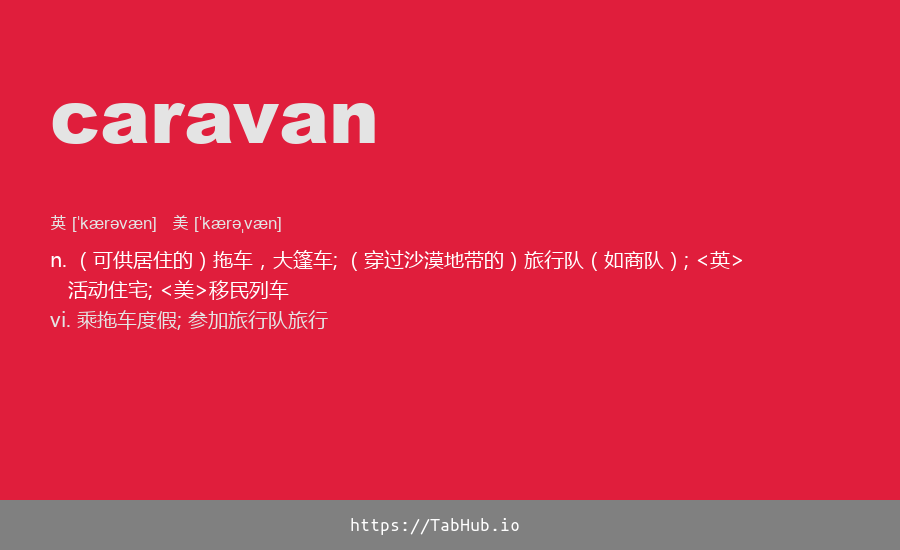 caravan
英 [ˈkærəvæn] 美 [ˈkærəˌvæn]
n. （可供居住的）拖车，大篷车; （穿过沙漠地带的）旅行队（如商队）; <英>
活动住宅; <美>移民列车
vi. 乘拖车度假; 参加旅行队旅行
https://TabHub.io